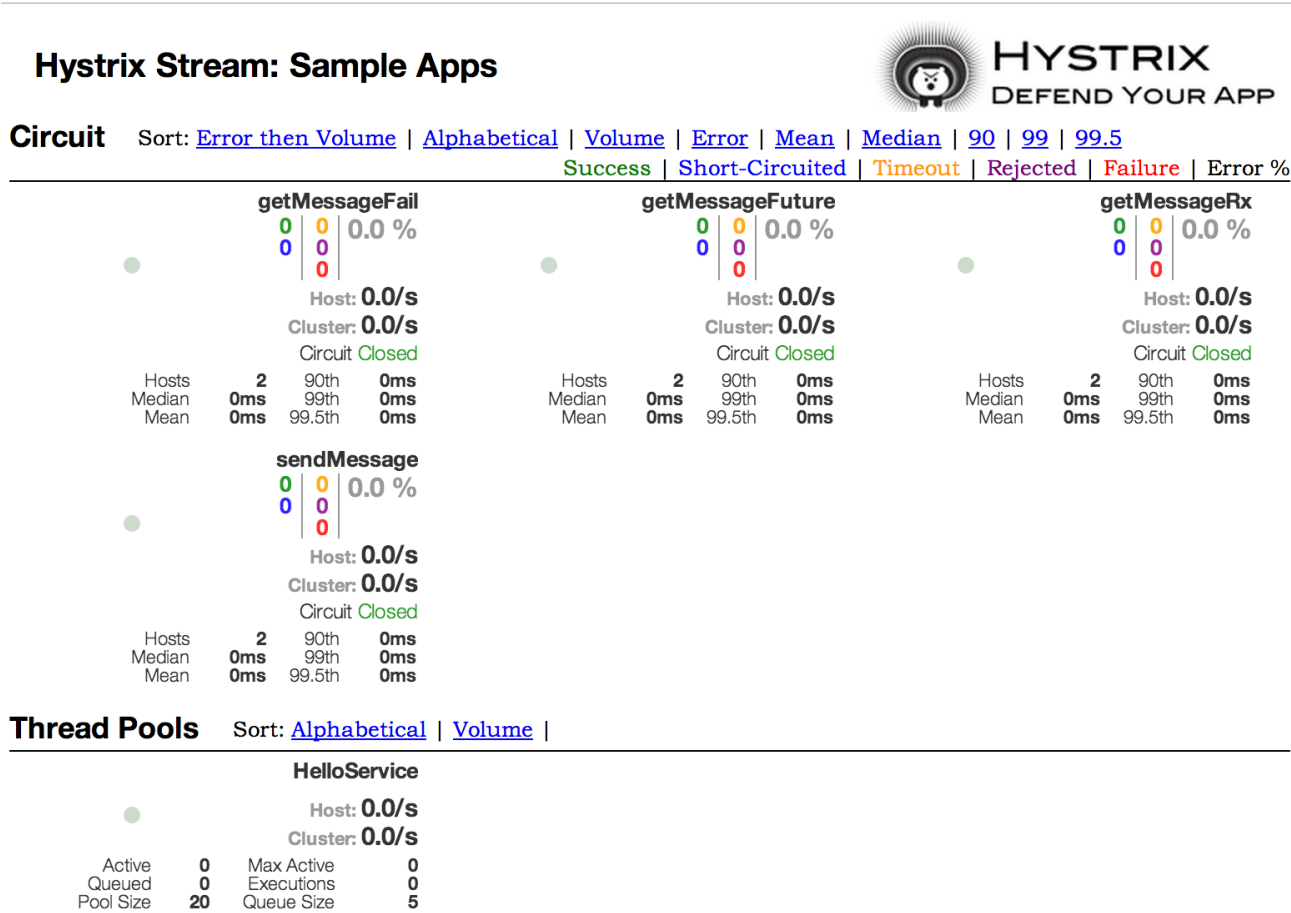 Hystrix Stream: Sample Apps
HYSTRIX
DEFEND YOUR APP
Circuit Sort: Error then Volume | Alphabetical | Volume | Error | Mean | Median | 90 | 99 | 99.5
Success | Short-Circuited | Timeout | Rejected | Failure | Error %
getMessageFail getMessageFuture getMessageRx
0 0 0.0 % 0 0 0.0 % 0 0 0.0 %
0 0 0 0 0 0
0 0 0
Host: 0.0/s Host: 0.0/s Host: 0.0/s
Cluster: 0.0/s Cluster: 0.0/s Cluster: 0.0/s
Circuit Closed Circuit Closed Circuit Closed
Hosts 2 90th 0ms Hosts 2 90th 0ms Hosts 2 90th 0ms
Median 0ms 99th 0ms Median 0ms 99th 0ms Median 0ms 99th 0ms
Mean 0ms 99.5th 0ms Mean 0ms 99.5th 0ms Mean 0ms 99.5th 0ms
sendMessage
0 0 0.0 %
0 0
0
Host: 0.0/s
Cluster: 0.0/s
Circuit Closed
Hosts 2 90th 0ms
Median 0ms 99th 0ms
Mean 0ms 99.5th 0ms
Thread Pools Sort: Alphabetical | Volume |
HelloService
Host: 0.0/s
Cluster: 0.0/s
Active 0 Max Active 0
Queued 0 Executions 0
Pool Size 20 Queue Size 5